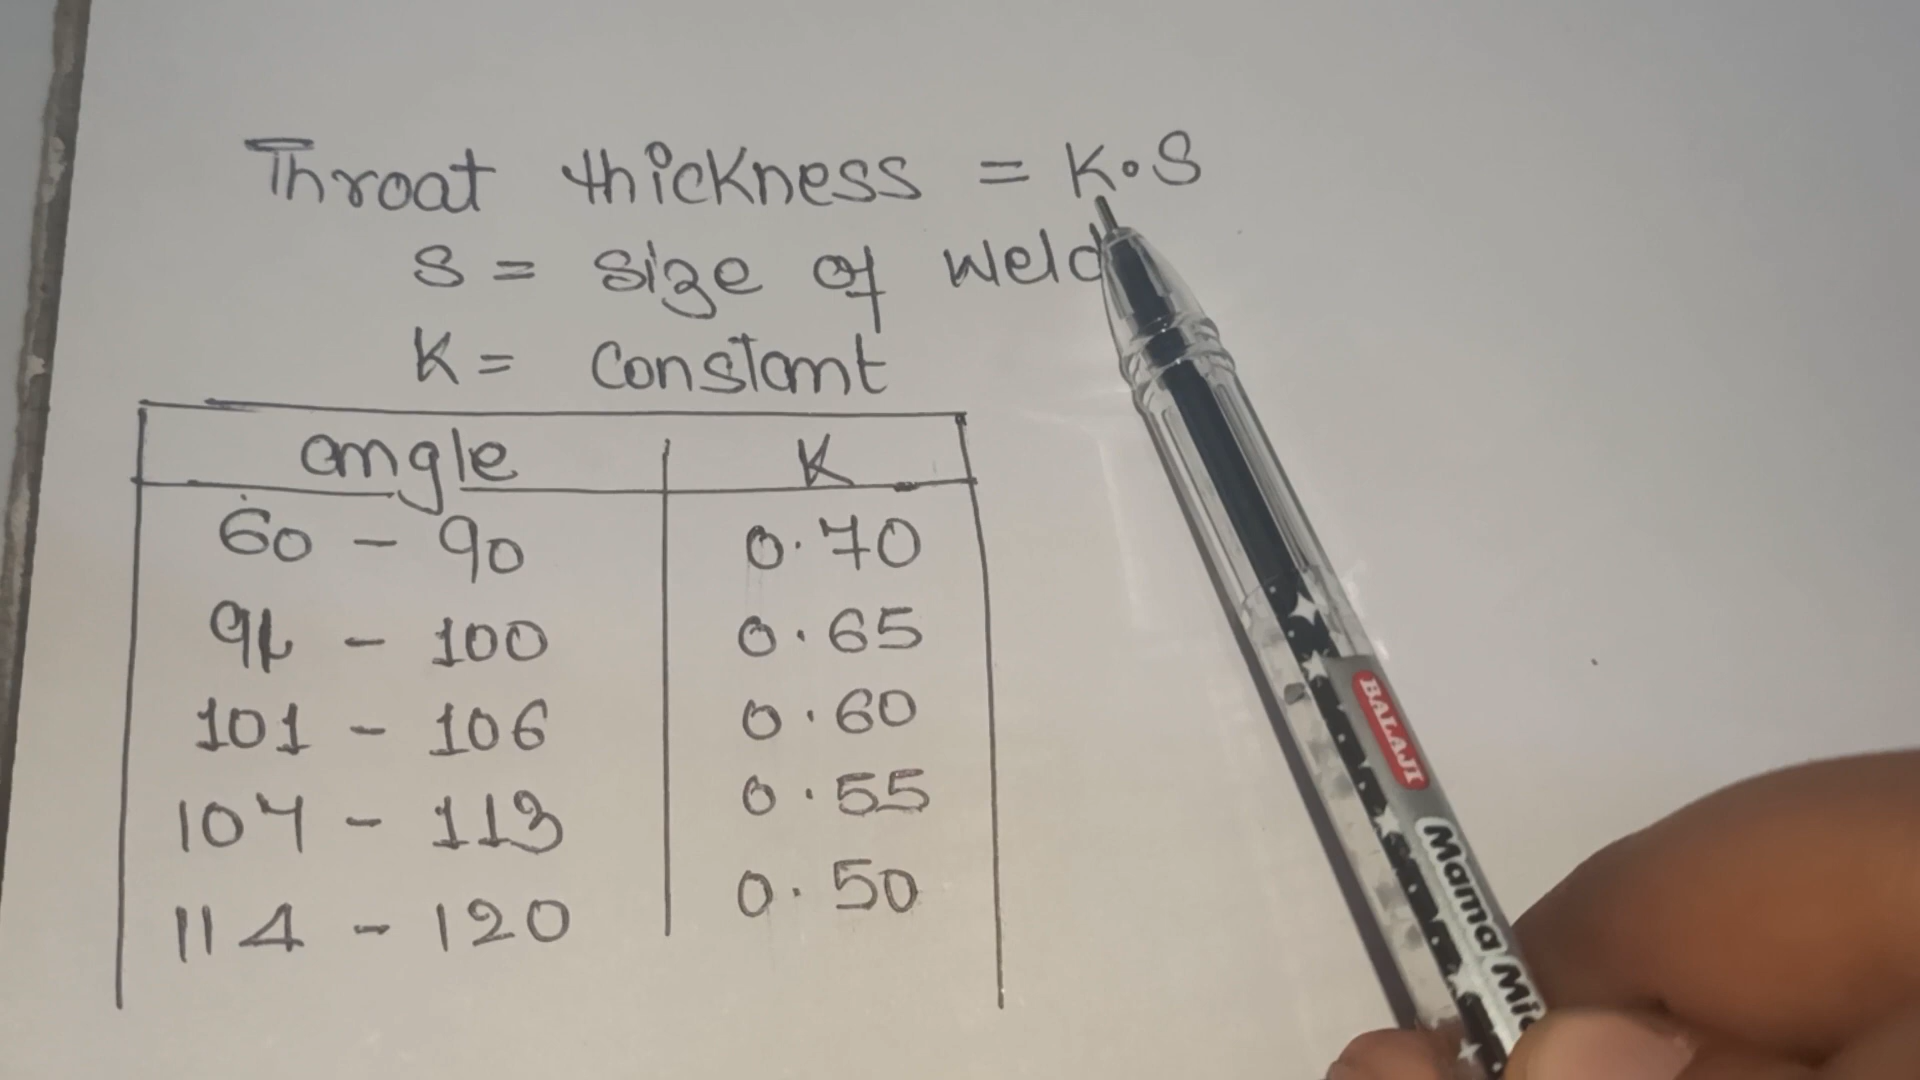 Throat thickness = K.S
S = size of weld
K = constant
angle K
60 - 90 0.70
91 - 100 0.65
101 - 106 0.60
107 - 113 0.55
114 - 120 0.50
BALAJI
Mama Mic